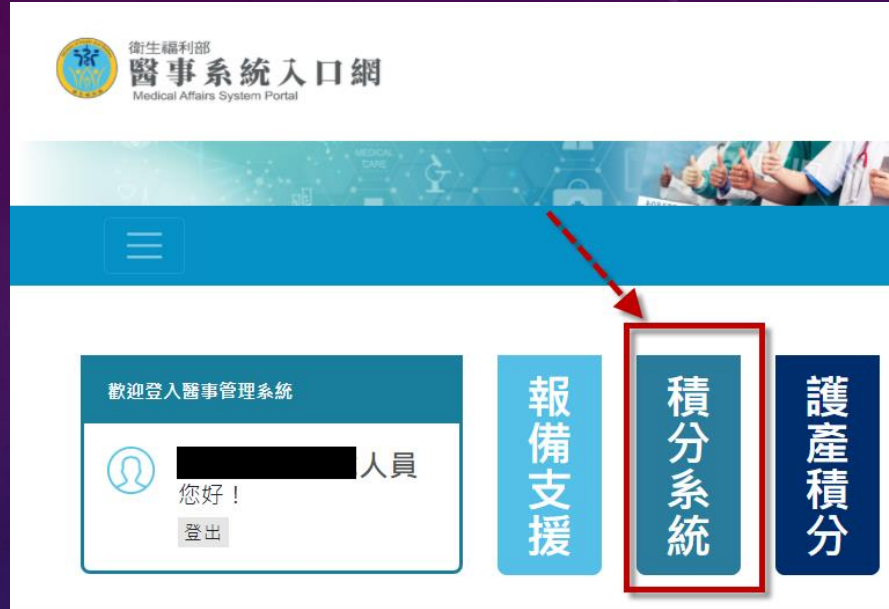 衛生福利部
醫事系統入口網
Medical Affairs System Portal
MEDICAL
CARE
歡迎登入醫事管理系統
人員
您好！
登出
報備支援
積分系統
護產積分